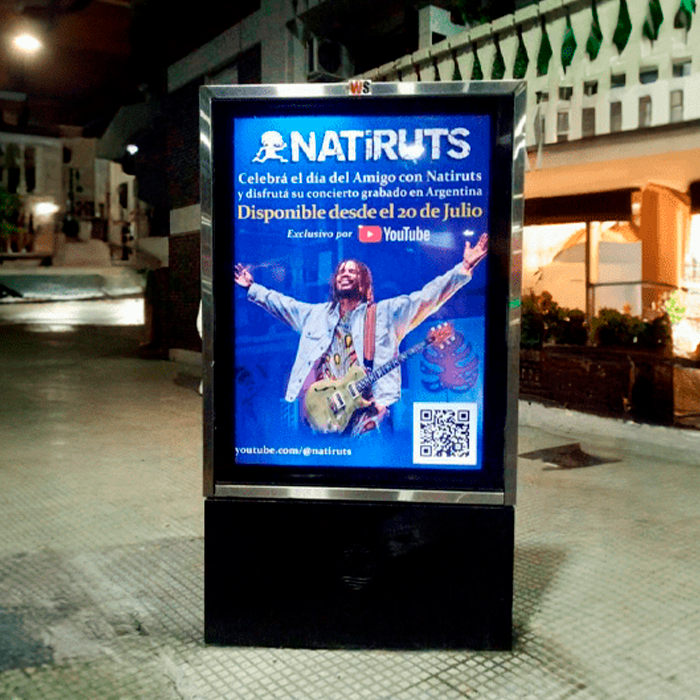 WS
NATiRUTS
Celebrá el día del Amigo con Natiruts
y disfrutá su concierto grabado en Argentina
Disponible desde el 20 de Julio
Exclusivo por YouTube
youtube.com/@natiruts